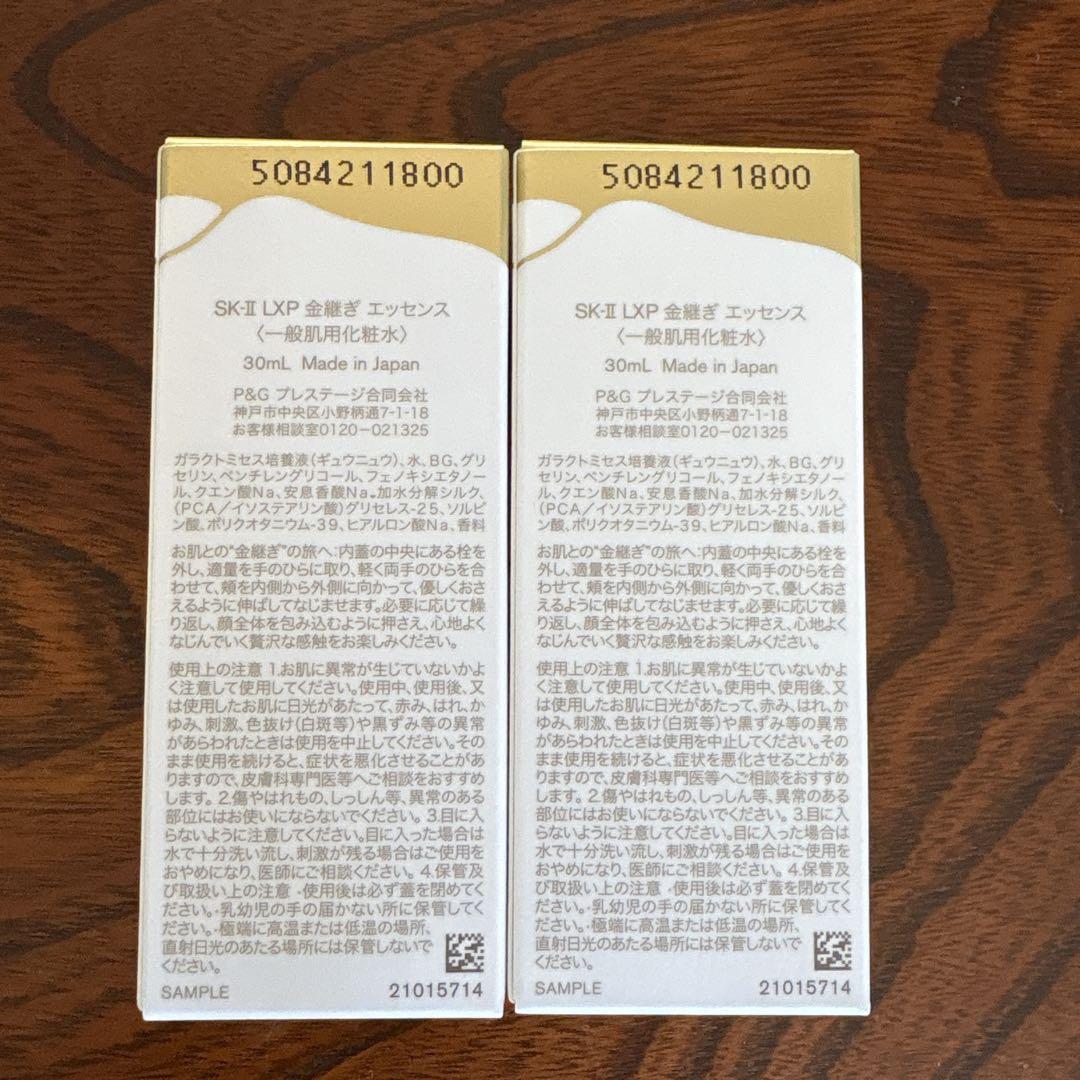 5084211800
SK-II LXP 金継ぎ エッセンス
〈一般肌用化粧水〉
30mL Made in Japan
P&G プレステージ合同会社
神戸市中央区小野柄通7-1-18
お客様相談室0120-021325
ガラクトミセス培養液(ギュウニュウ)、水、BG、グリ
セリン、ペンチレングリコール、フェノキシエタノー
ル、クエン酸Na、安息香酸Na、加水分解シルク、
(PCA/イソステアリン酸)グリセレス-25、ソルビ
ン酸、ポリクオタニウム-39、ヒアルロン酸Na、香料
お肌との"金継ぎ"の旅へ:内蓋の中央にある栓を
外し、適量を手のひらに取り、軽く両手のひらを合
わせて、頬を内側から外側に向かって、優しくおさ
えるように伸ばしてなじませます。必要に応じて繰
り返し、顔全体を包み込むように押さえ、心地よく
なじんでいく贅沢な感触をお楽しみください。
使用上の注意 1.お肌に異常が生じていないかよ
く注意して使用してください。使用中、使用後、又
は使用したお肌に日光があたって、赤み、はれ、か
ゆみ、刺激、色抜け(白斑等)や黒ずみ等の異常
があらわれたときは使用を中止してください。その
まま使用を続けると、症状を悪化させることがあ
りますので、皮膚科専門医等へご相談をおすすめ
します。2.傷やはれもの、しっしん等、異常のある
部位にはお使いにならないでください。3.目に入
らないように注意してください。目に入った場合は
水で十分洗い流し、刺激が残る場合はご使用を
おやめになり、医師にご相談ください。4.保管及
び取扱い上の注意 ・使用後は必ず蓋を閉めてく
ださい。・乳幼児の手の届かない所に保管してく
ださい。・極端に高温または低温の場所、
直射日光のあたる場所には保管しないで
ください。
SAMPLE
21015714
5084211800
SK-II LXP 金継ぎ エッセンス
〈一般肌用化粧水〉
30mL Made in Japan
P&G プレステージ合同会社
神戸市中央区小野柄通7-1-18
お客様相談室0120-021325
ガラクトミセス培養液(ギュウニュウ)、水、BG、グリ
セリン、ペンチレングリコール、フェノキシエタノー
ル、クエン酸Na、安息香酸Na、加水分解シルク、
(PCA/イソステアリン酸)グリセレス-25、ソルビ
ン酸、ポリクオタニウム-39、ヒアルロン酸Na、香料
お肌との"金継ぎ"の旅へ:内蓋の中央にある栓を
外し、適量を手のひらに取り、軽く両手のひらを合
わせて、頬を内側から外側に向かって、優しくおさ
えるように伸ばしてなじませます。必要に応じて繰
り返し、顔全体を包み込むように押さえ、心地よく
なじんでいく贅沢な感触をお楽しみください。
使用上の注意 1.お肌に異常が生じていないかよ
く注意して使用してください。使用中、使用後、又
は使用したお肌に日光があたって、赤み、はれ、か
ゆみ、刺激、色抜け(白斑等)や黒ずみ等の異常
があらわれたときは使用を中止してください。その
まま使用を続けると、症状を悪化させることがあ
りますので、皮膚科専門医等へご相談をおすすめ
します。2.傷やはれもの、しっしん等、異常のある
部位にはお使いにならないでください。3.目に入
らないように注意してください。目に入った場合は
水で十分洗い流し、刺激が残る場合はご使用を
おやめになり、医師にご相談ください。4.保管及
び取扱い上の注意 ・使用後は必ず蓋を閉めてく
ださい。・乳幼児の手の届かない所に保管してく
ださい。・極端に高温または低温の場所、
直射日光のあたる場所には保管しないで
ください。
SAMPLE
21015714